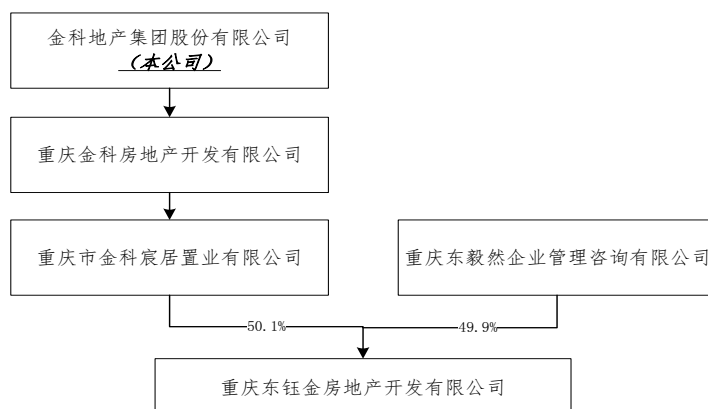 金科地产集团股份有限公司
（本公司）
重庆金科房地产开发有限公司
重庆市金科宸居置业有限公司
重庆东毅然企业管理咨询有限公司
50.1%
49.9%
重庆东钰金房地产开发有限公司